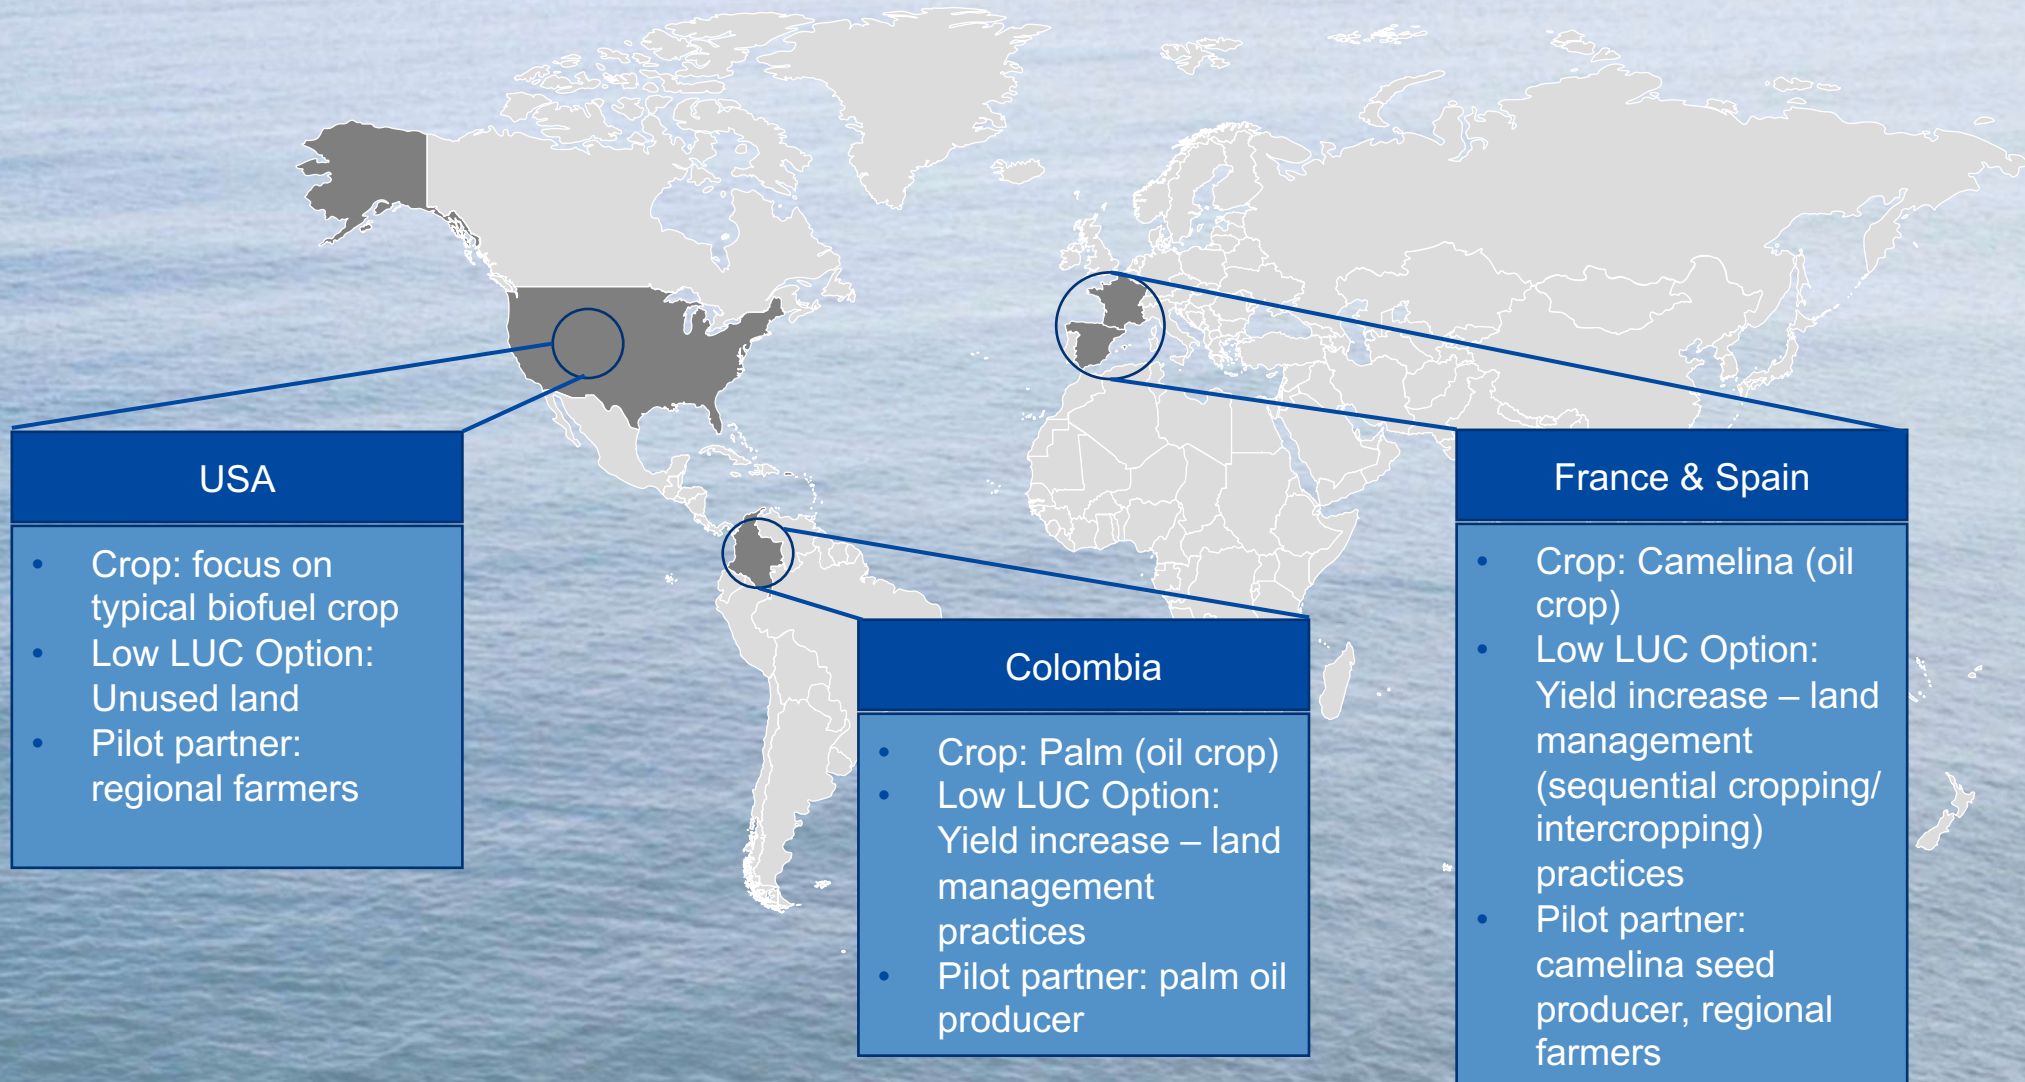 USA
• Crop: focus on
typical biofuel crop
• Low LUC Option:
Unused land
• Pilot partner:
regional farmers
Colombia
• Crop: Palm (oil crop)
• Low LUC Option:
Yield increase – land
management
practices
• Pilot partner: palm oil
producer
France & Spain
• Crop: Camelina (oil
crop)
• Low LUC Option:
Yield increase – land
management
(sequential cropping/
intercropping)
practices
• Pilot partner:
camelina seed
producer, regional
farmers